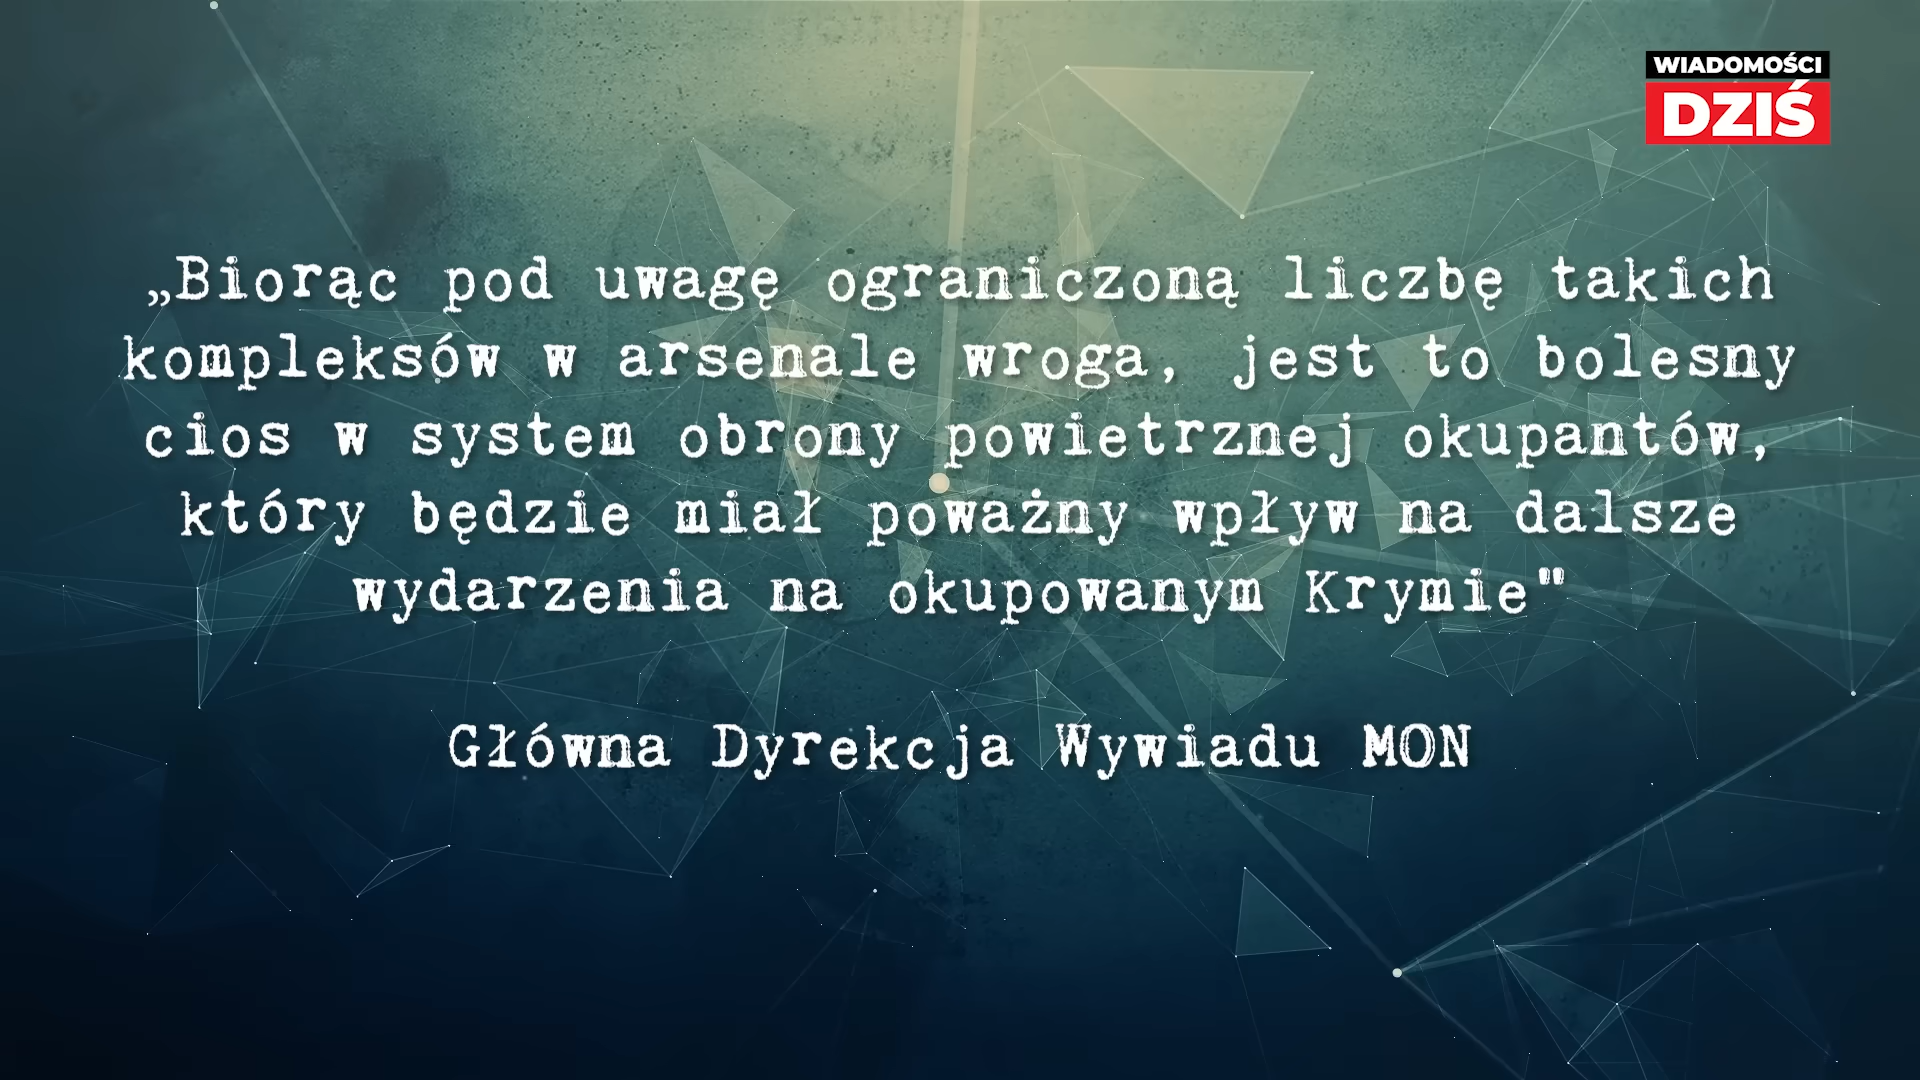 WIADOMOŚCI
DZIŚ
„Biorąc pod uwagę ograniczoną liczbę takich
kompleksów w arsenale wroga, jest to bolesny
cios w system obrony powietrznej okupantów,
który będzie miał poważny wpływ na dalsze
wydarzenia na okupowanym Krymie"
Główna Dyrekcja Wywiadu MON